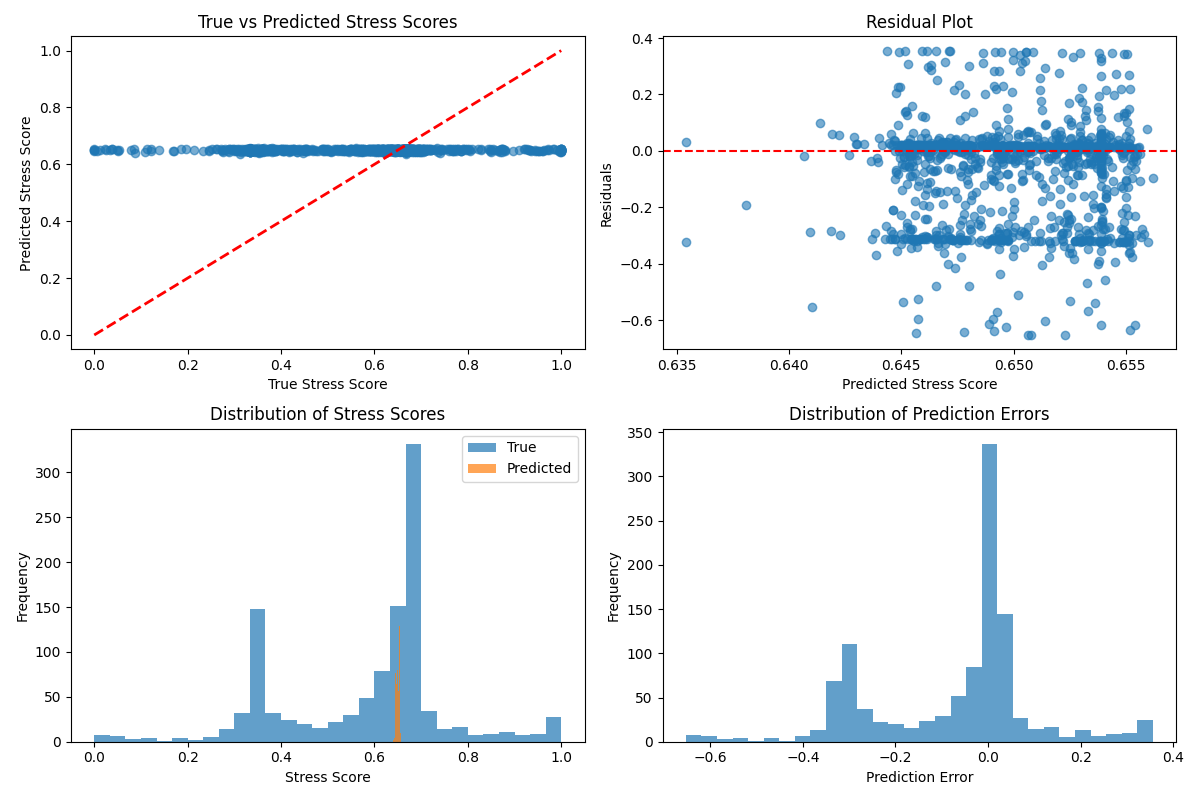 True vs Predicted Stress Scores
1.0
0.8
0.6
0.4
0.2
0.0
Predicted Stress Score
0.0 0.2 0.4 0.6 0.8 1.0
True Stress Score
Residual Plot
0.4
0.2
0.0
−0.2
−0.4
−0.6
Residuals
0.635 0.640 0.645 0.650 0.655
Predicted Stress Score
Distribution of Stress Scores
True
Predicted
300
250
200
150
100
50
0
Frequency
0.0 0.2 0.4 0.6 0.8 1.0
Stress Score
Distribution of Prediction Errors
350
300
250
200
150
100
50
0
Frequency
−0.6 −0.4 −0.2 0.0 0.2 0.4
Prediction Error